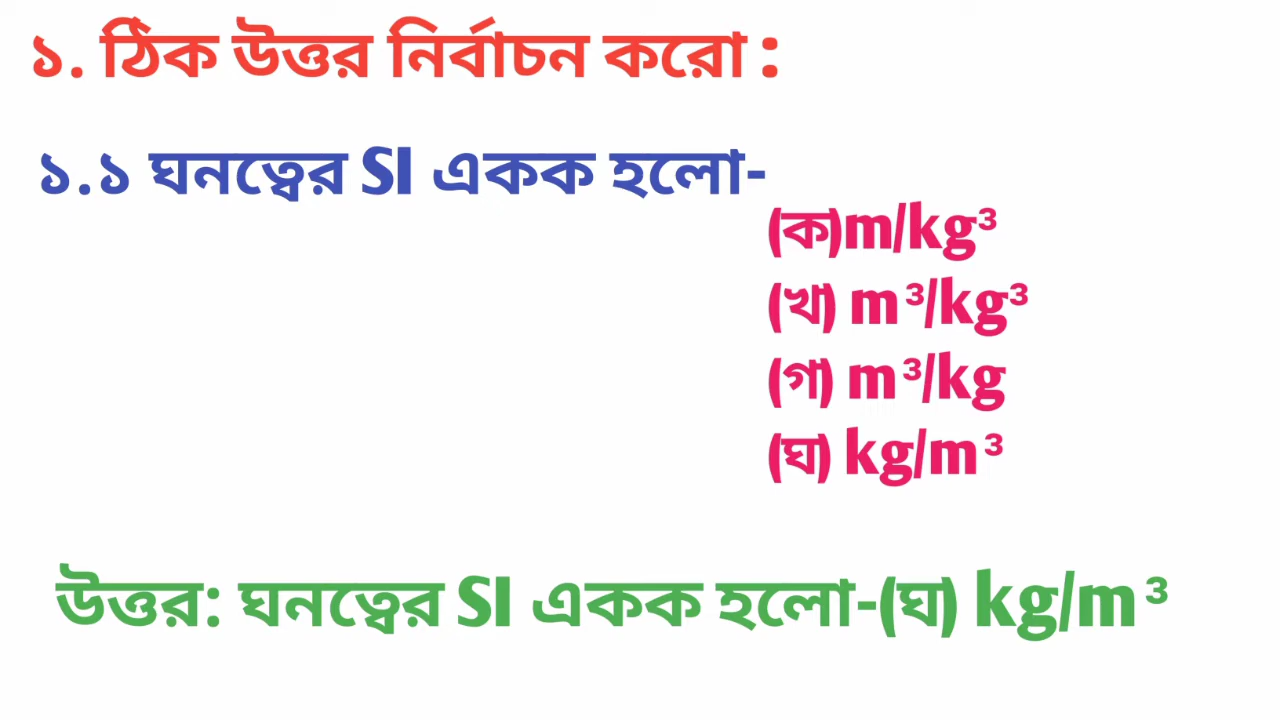 ১. ঠিক উত্তর নির্বাচন করো :
১.১ ঘনত্বের SI একক হলো-
(ক)m/kg³
(খ) m³/kg³
(গ) m³/kg
(ঘ) kg/m³
উত্তর: ঘনত্বের SI একক হলো-(ঘ) kg/m³